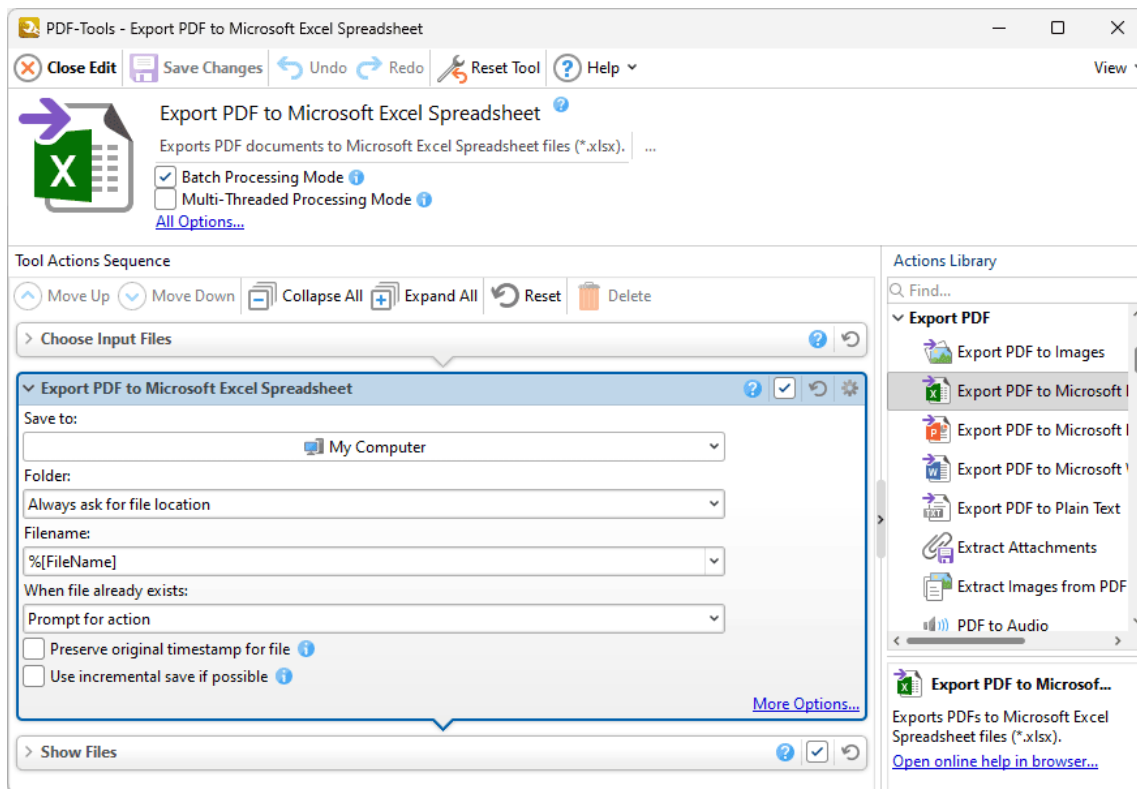 PDF-Tools - Export PDF to Microsoft Excel Spreadsheet
Close Edit Save Changes Undo Redo Reset Tool ? Help View
Export PDF to Microsoft Excel Spreadsheet ?
Exports PDF documents to Microsoft Excel Spreadsheet files (*.xlsx). ...
Batch Processing Mode i
Multi-Threaded Processing Mode i
All Options...
Tool Actions Sequence
Move Up Move Down Collapse All Expand All Reset Delete
Choose Input Files ?
Export PDF to Microsoft Excel Spreadsheet ?
Save to:
My Computer
Folder:
Always ask for file location
Filename:
%[FileName]
When file already exists:
Prompt for action
Preserve original timestamp for file i
Use incremental save if possible i
More Options...
Show Files ?
Actions Library
Find...
Export PDF
Export PDF to Images
Export PDF to Microsoft
Export PDF to Microsoft
Export PDF to Microsoft
Export PDF to Plain Text
Extract Attachments
Extract Images from PDF
PDF to Audio
Export PDF to Microsof...
Exports PDFs to Microsoft Excel
Spreadsheet files (*.xlsx).
Open online help in browser...